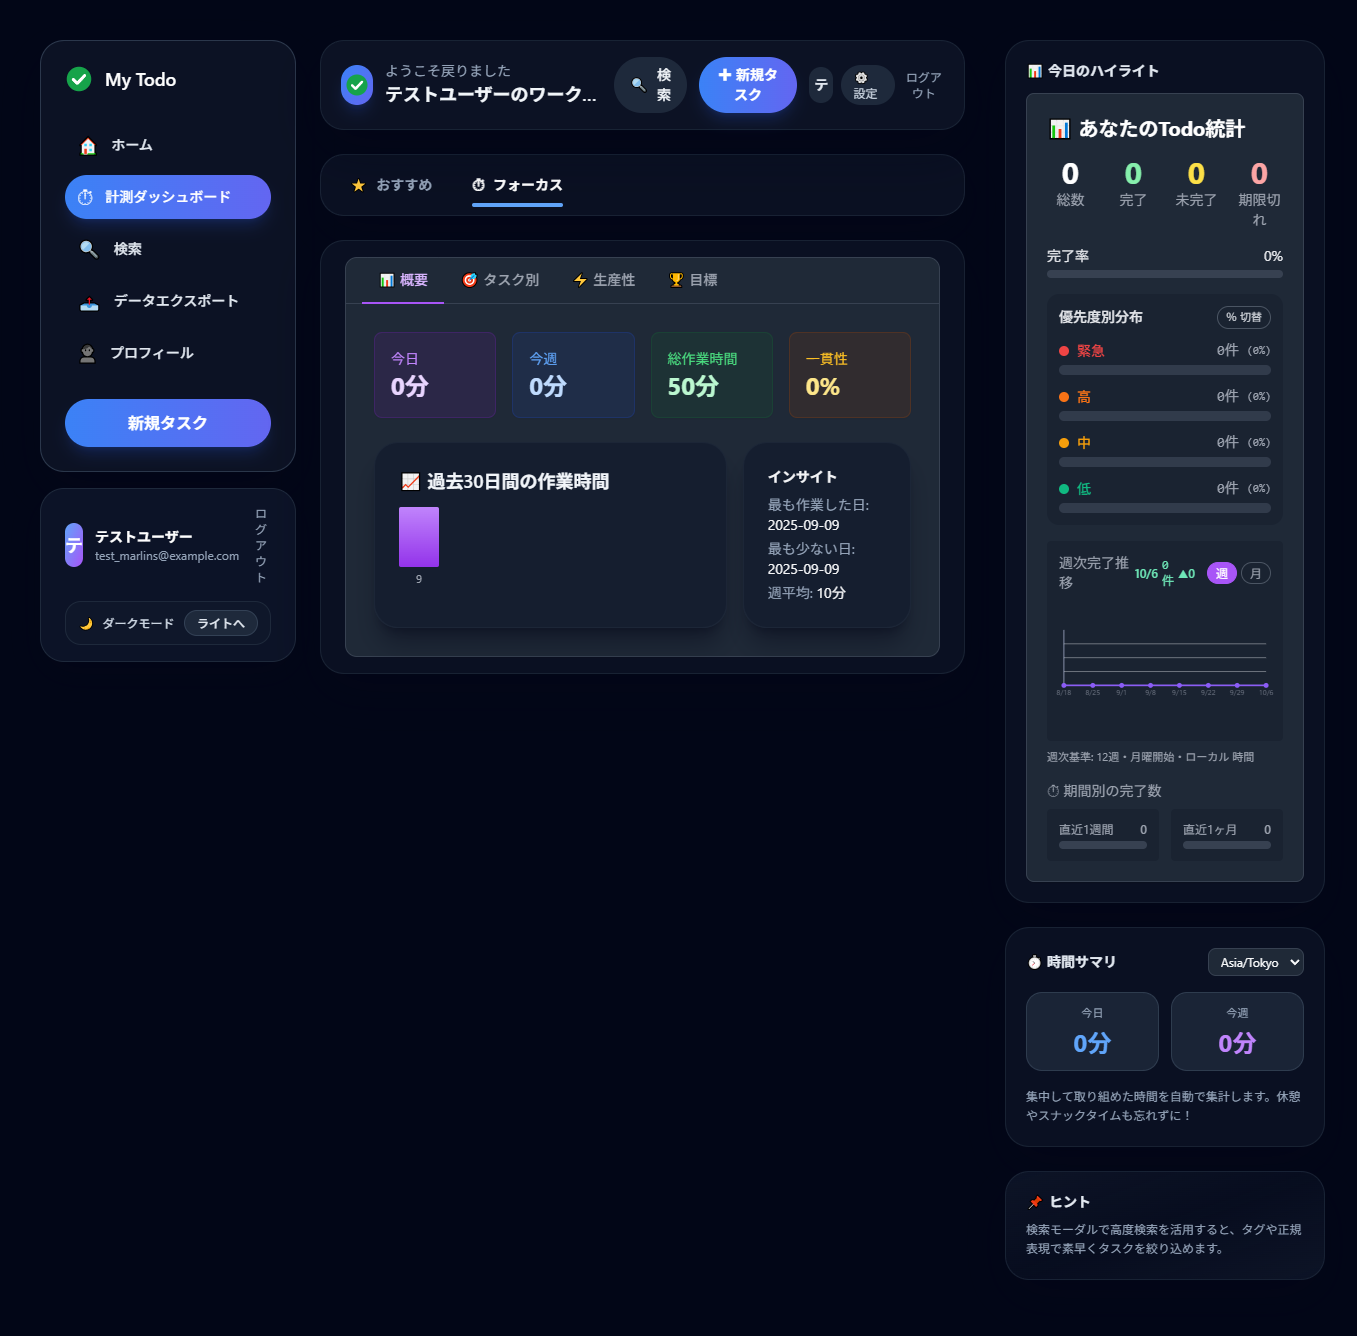 My Todo
ホーム
計測ダッシュボード
検索
データエクスポート
プロフィール
新規タスク
テ
テストユーザー
test_marlins@example.com
ログアウト
ダークモード
ライトへ
ようこそ戻りました
テストユーザーのワーク...
検
索
新規タ
スク
テ
設定
ログア
ウト
おすすめ
フォーカス
概要
タスク別
生産性
目標
今日
0分
今週
0分
総作業時間
50分
一貫性
0%
過去30日間の作業時間
9
インサイト
最も作業した日:
2025-09-09
最も少ない日:
2025-09-09
週平均: 10分
今日のハイライト
あなたのTodo統計
0
総数
0
完了
0
未完了
0
期限切
れ
完了率
0%
優先度別分布
% 切替
緊急
0件 (0%)
高
0件 (0%)
中
0件 (0%)
低
0件 (0%)
週次完了推
移
10/6
0
件
▲0
週
月
8/18 8/25 9/1 9/8 9/15 9/22 9/29 10/6
週次基準: 12週・月曜開始・ローカル 時間
期間別の完了数
直近1週間 0
直近1ヶ月 0
時間サマリ
Asia/Tokyo
今日
0分
今週
0分
集中して取り組めた時間を自動で集計します。休憩
やスナックタイムも忘れずに！
ヒント
検索モーダルで高度検索を活用すると、タグや正規
表現で素早くタスクを絞り込めます。